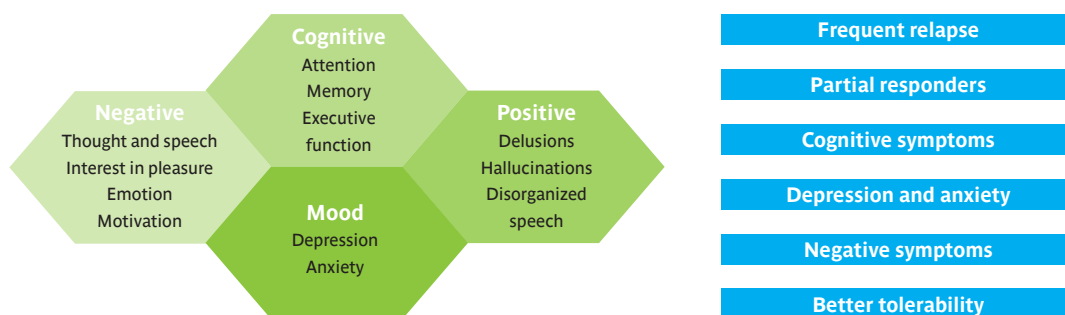 Cognitive
Attention
Memory
Executive
function
Negative
Thought and speech
Interest in pleasure
Emotion
Motivation
Positive
Delusions
Hallucinations
Disorganized
speech
Mood
Depression
Anxiety
Frequent relapse
Partial responders
Cognitive symptoms
Depression and anxiety
Negative symptoms
Better tolerability